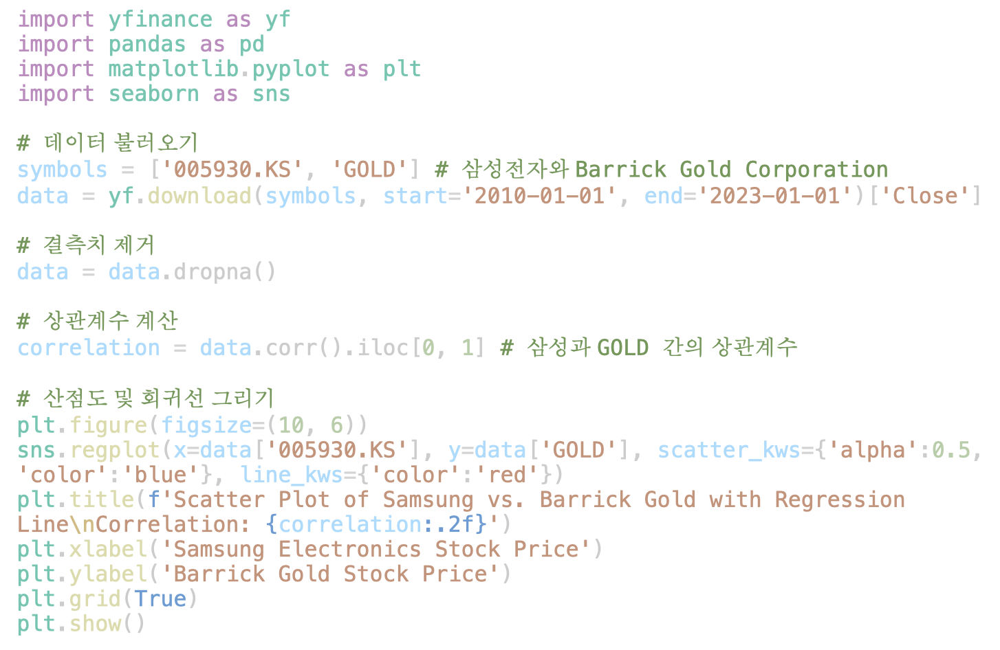 import yfinance as yf
import pandas as pd
import matplotlib.pyplot as plt
import seaborn as sns
# 데이터 불러오기
symbols = ['005930.KS', 'GOLD'] # 삼성전자와 Barrick Gold Corporation
data = yf.download(symbols, start='2010-01-01', end='2023-01-01')['Close']
# 결측치 제거
data = data.dropna()
# 상관계수 계산
correlation = data.corr().iloc[0, 1] # 삼성과 GOLD 간의 상관계수
# 산점도 및 회귀선 그리기
plt.figure(figsize=(10, 6))
sns.regplot(x=data['005930.KS'], y=data['GOLD'], scatter_kws={'alpha':0.5,
'color':'blue'}, line_kws={'color':'red'})
plt.title(f'Scatter Plot of Samsung vs. Barrick Gold with Regression
Line\nCorrelation: {correlation:.2f}')
plt.xlabel('Samsung Electronics Stock Price')
plt.ylabel('Barrick Gold Stock Price')
plt.grid(True)
plt.show()